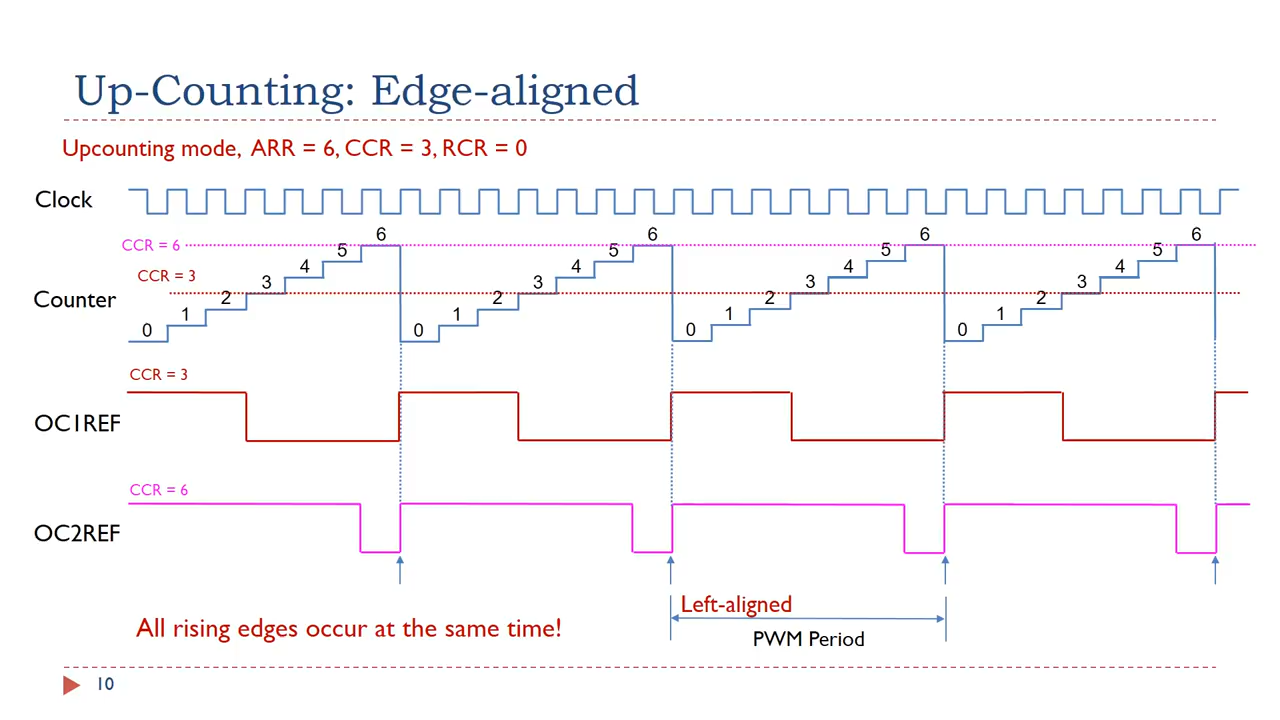 Up-Counting: Edge-aligned
Upcounting mode, ARR = 6, CCR = 3, RCR = 0
Clock
CCR = 6
CCR = 3
Counter
0 1 2 3 4 5 6 0 1 2 3 4 5 6 0 1 2 3 4 5 6 0 1 2 3 4 5 6
CCR = 3
OC1REF
CCR = 6
OC2REF
Left-aligned
All rising edges occur at the same time!
PWM Period
10